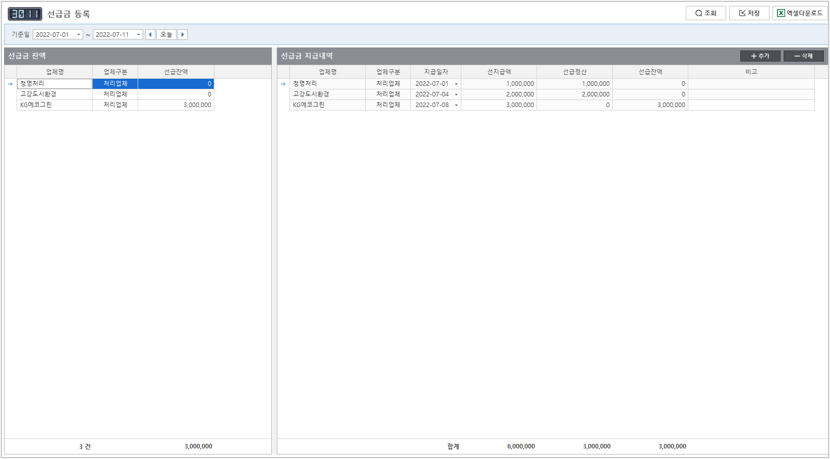 3011 선급금 등록 조회 저장 엑셀다운로드
기준일 2022-07-01 ~ 2022-07-11 오늘
선급금 잔액
업체명 업체구분 선급잔액
청명처리 처리업체 0
고강도시환경 처리업체 0
KG에코그린 처리업체 3,000,000
3 건 3,000,000
선급금 지급내역 추가 삭제
업체명 업체구분 지급일자 선지급액 선급정산 선급잔액 비고
청명처리 처리업체 2022-07-01 1,000,000 1,000,000 0
고강도시환경 처리업체 2022-07-04 2,000,000 2,000,000 0
KG에코그린 처리업체 2022-07-08 3,000,000 0 3,000,000
합계 6,000,000 3,000,000 3,000,000